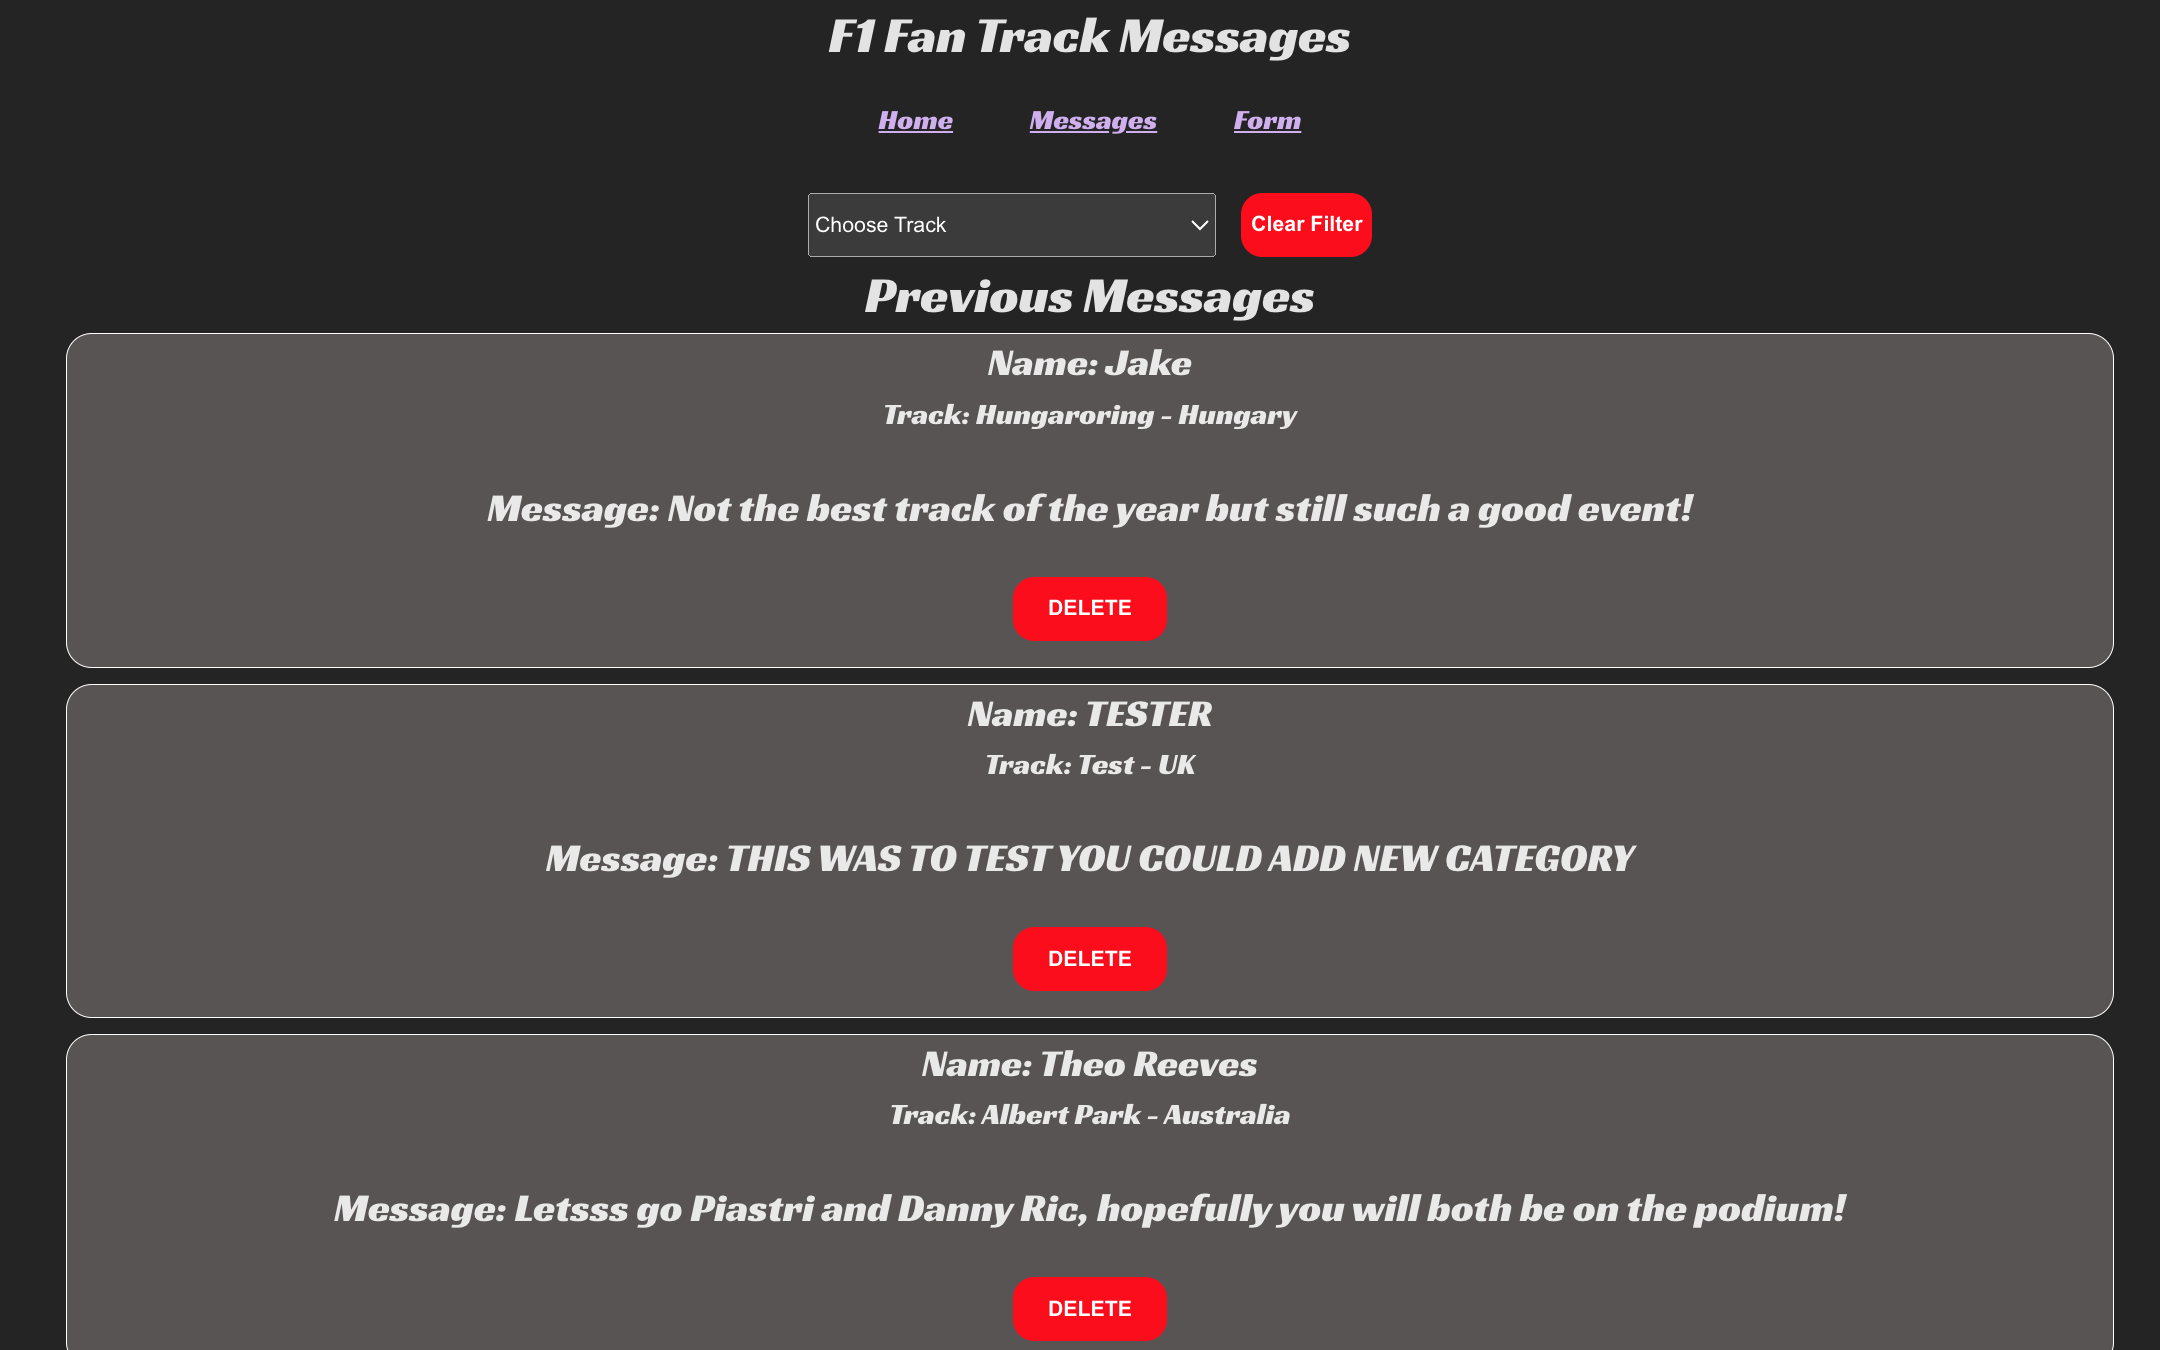 F1 Fan Track Messages
Home Messages Form
Choose Track Clear Filter
Previous Messages
Name: Jake
Track: Hungaroring - Hungary
Message: Not the best track of the year but still such a good event!
DELETE
Name: TESTER
Track: Test - UK
Message: THIS WAS TO TEST YOU COULD ADD NEW CATEGORY
DELETE
Name: Theo Reeves
Track: Albert Park - Australia
Message: Letsss go Piastri and Danny Ric, hopefully you will both be on the podium!
DELETE